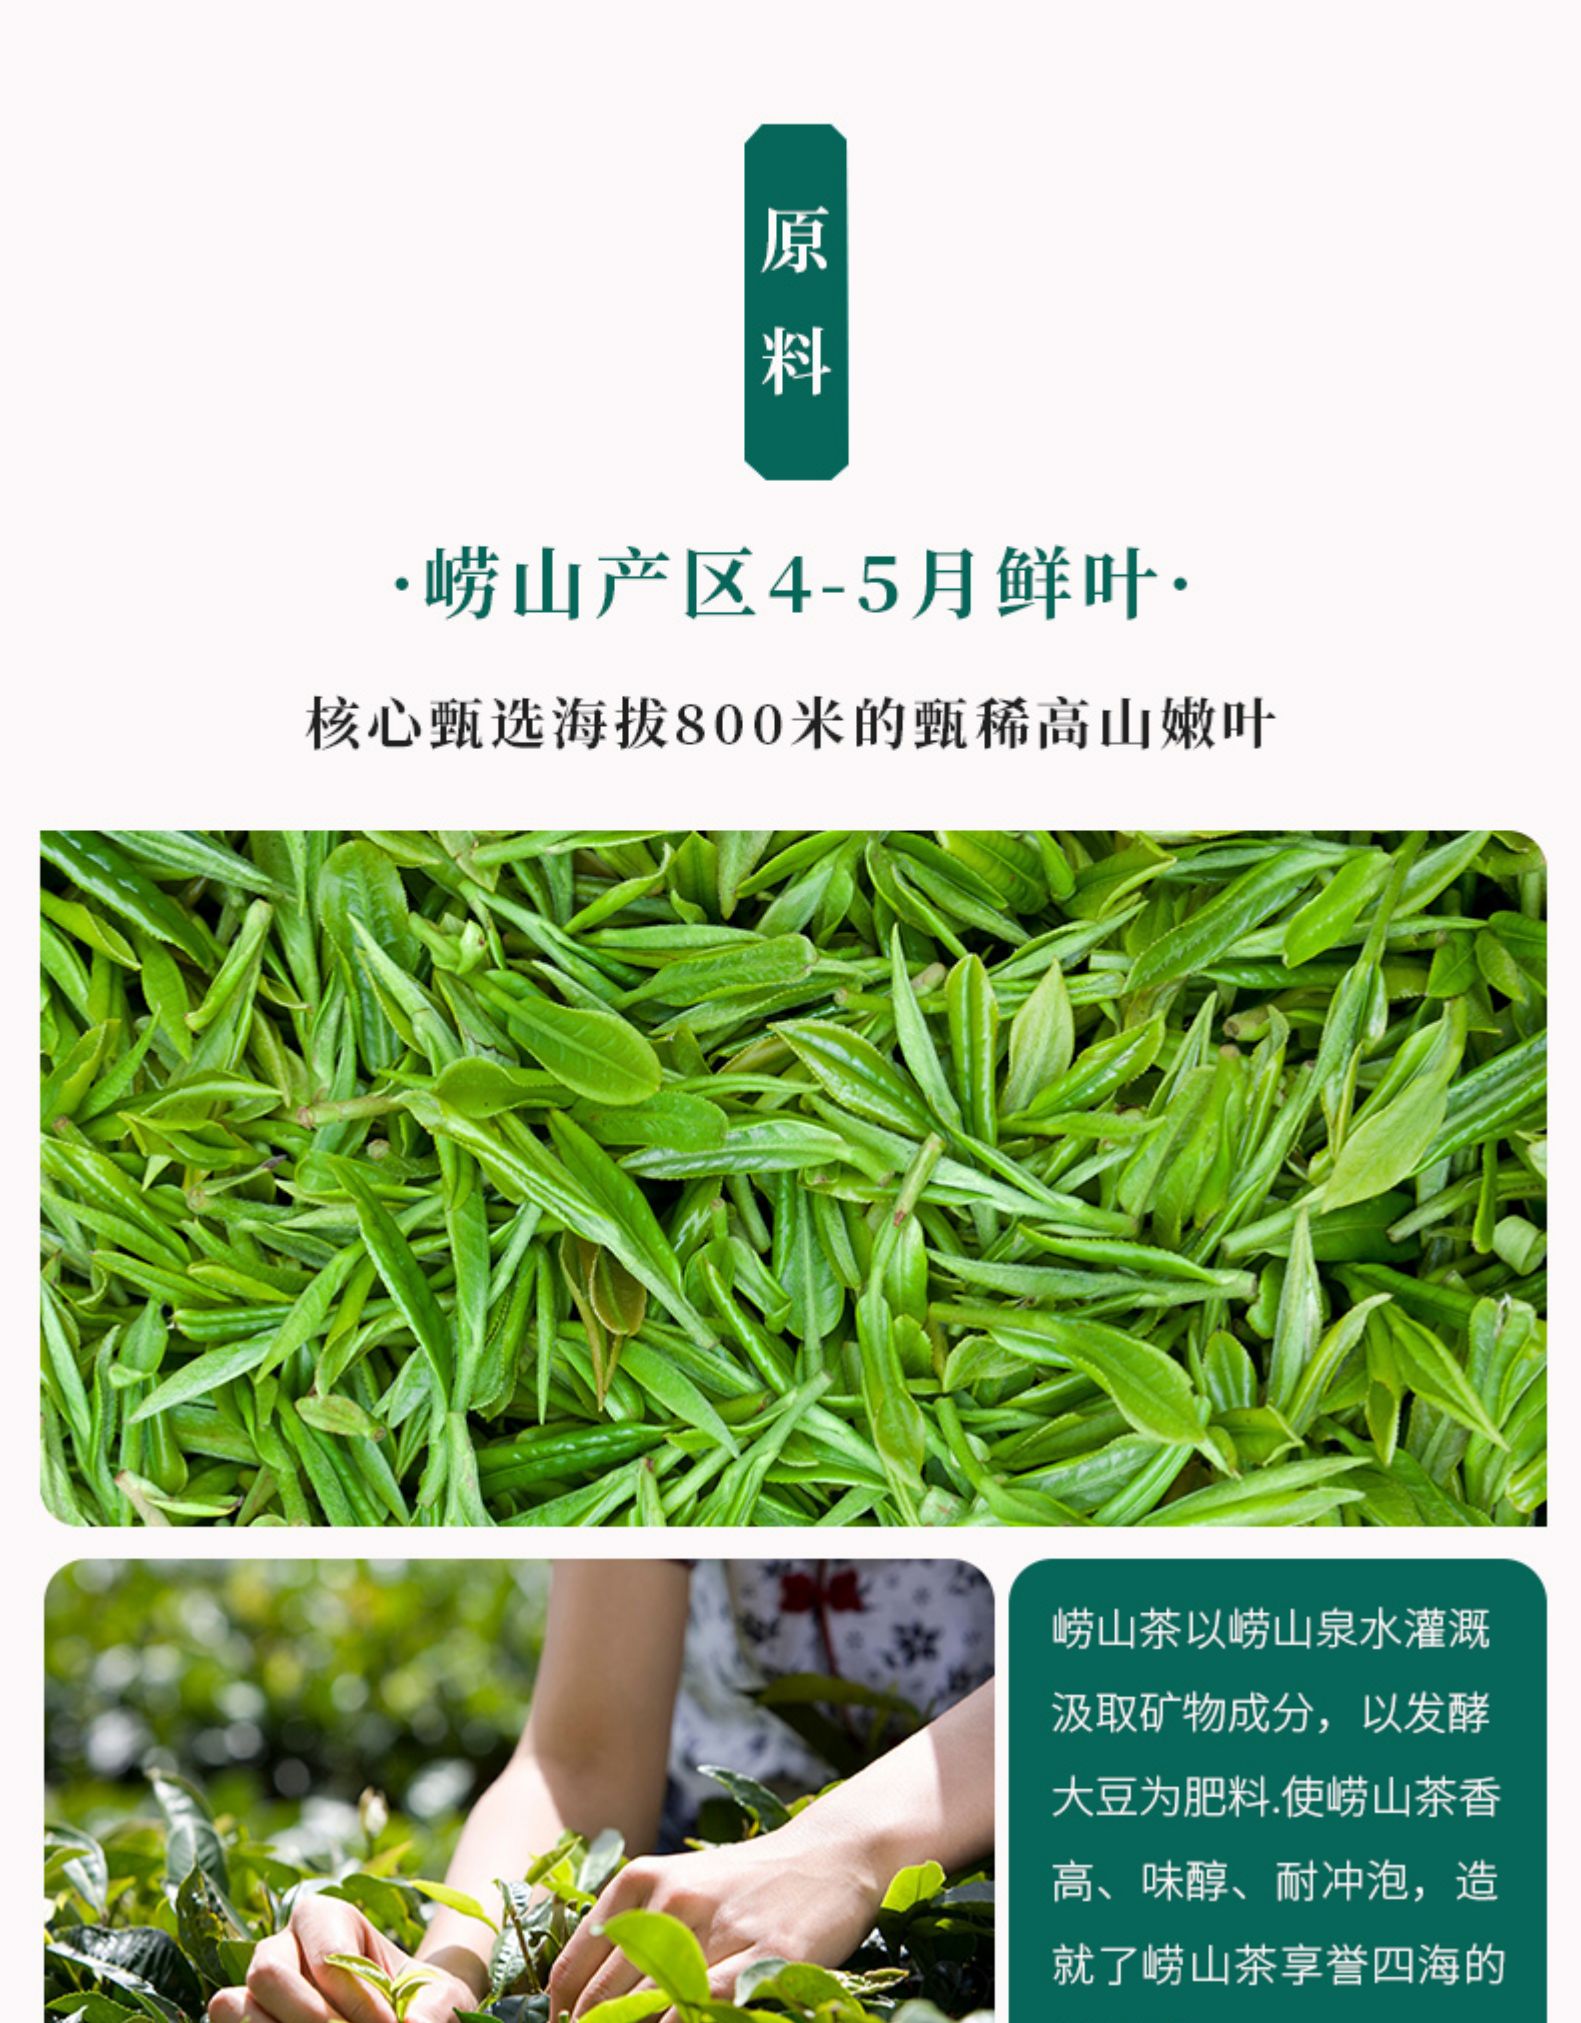 原
料
·崂山产区4-5月鲜叶·
核心甄选海拔800米的甄稀高山嫩叶
崂山茶以崂山泉水灌溉
汲取矿物成分，以发酵
大豆为肥料.使崂山茶香
高、味醇、耐冲泡，造
就了崂山茶享誉四海的